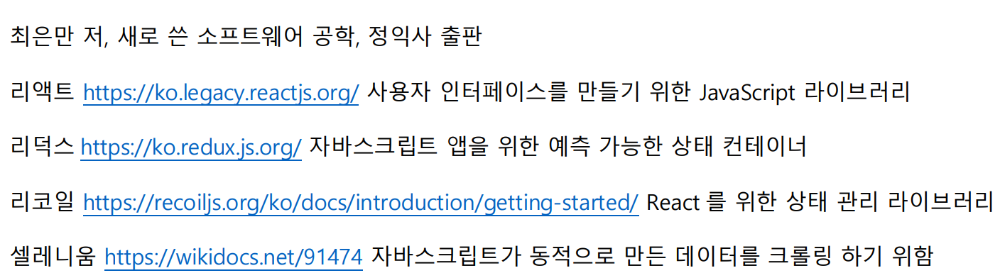 최은만 저, 새로 쓴 소프트웨어 공학, 정익사 출판
리액트 https://ko.legacy.reactjs.org/ 사용자 인터페이스를 만들기 위한 JavaScript 라이브러리
리덕스 https://ko.redux.js.org/ 자바스크립트 앱을 위한 예측 가능한 상태 컨테이너
리코일 https://recoiljs.org/ko/docs/introduction/getting-started/ React 를 위한 상태 관리 라이브러리
셀레니움 https://wikidocs.net/91474 자바스크립트가 동적으로 만든 데이터를 크롤링 하기 위함